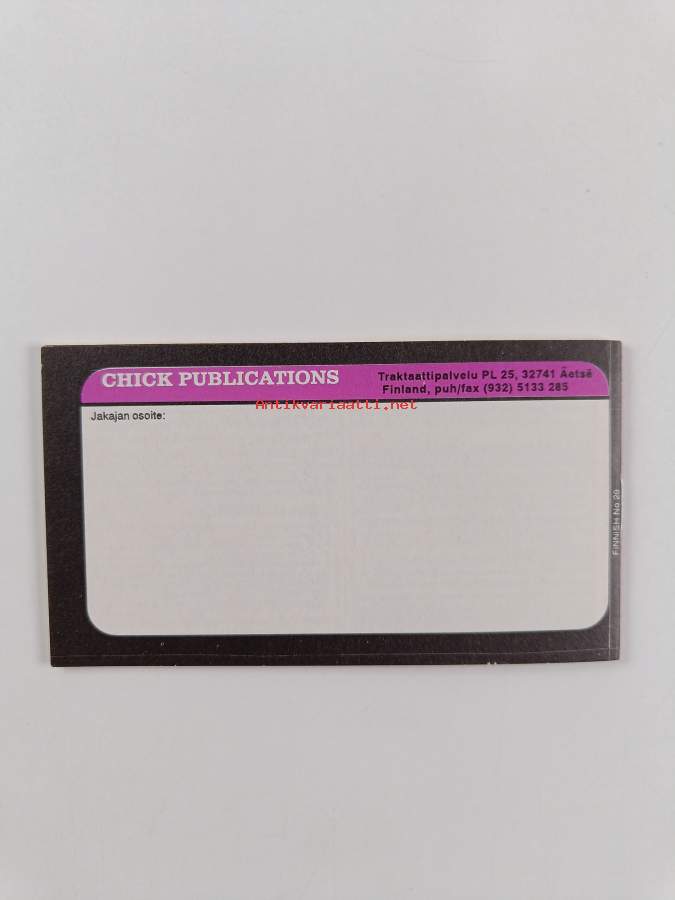 CHICK PUBLICATIONS
Traktaattipalvelu PL 25, 32741 Äetsä
Finland, puh/fax (932) 5133 285
Antikvariaatti.net
Jakajan osoite:
FINNISH No 20